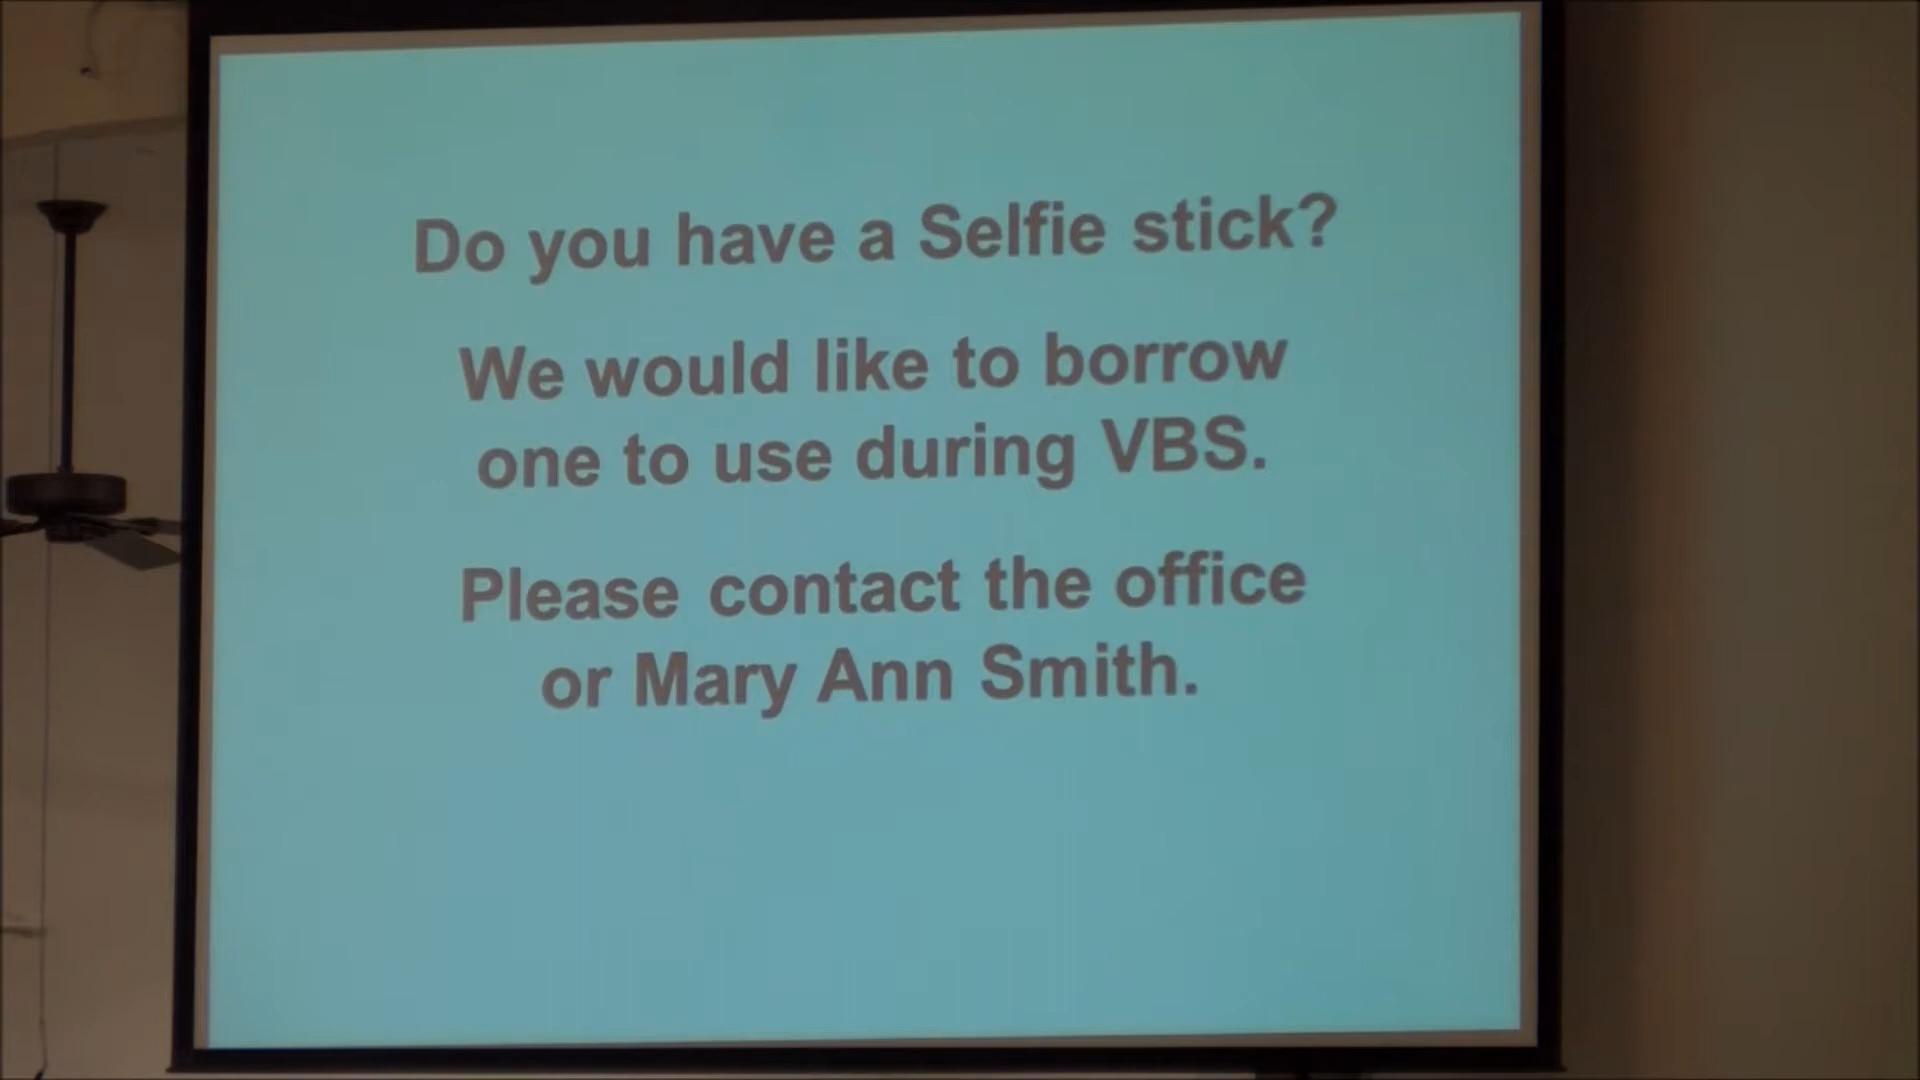 Do you have a Selfie stick?
We would like to borrow
one to use during VBS.
Please contact the office
or Mary Ann Smith.